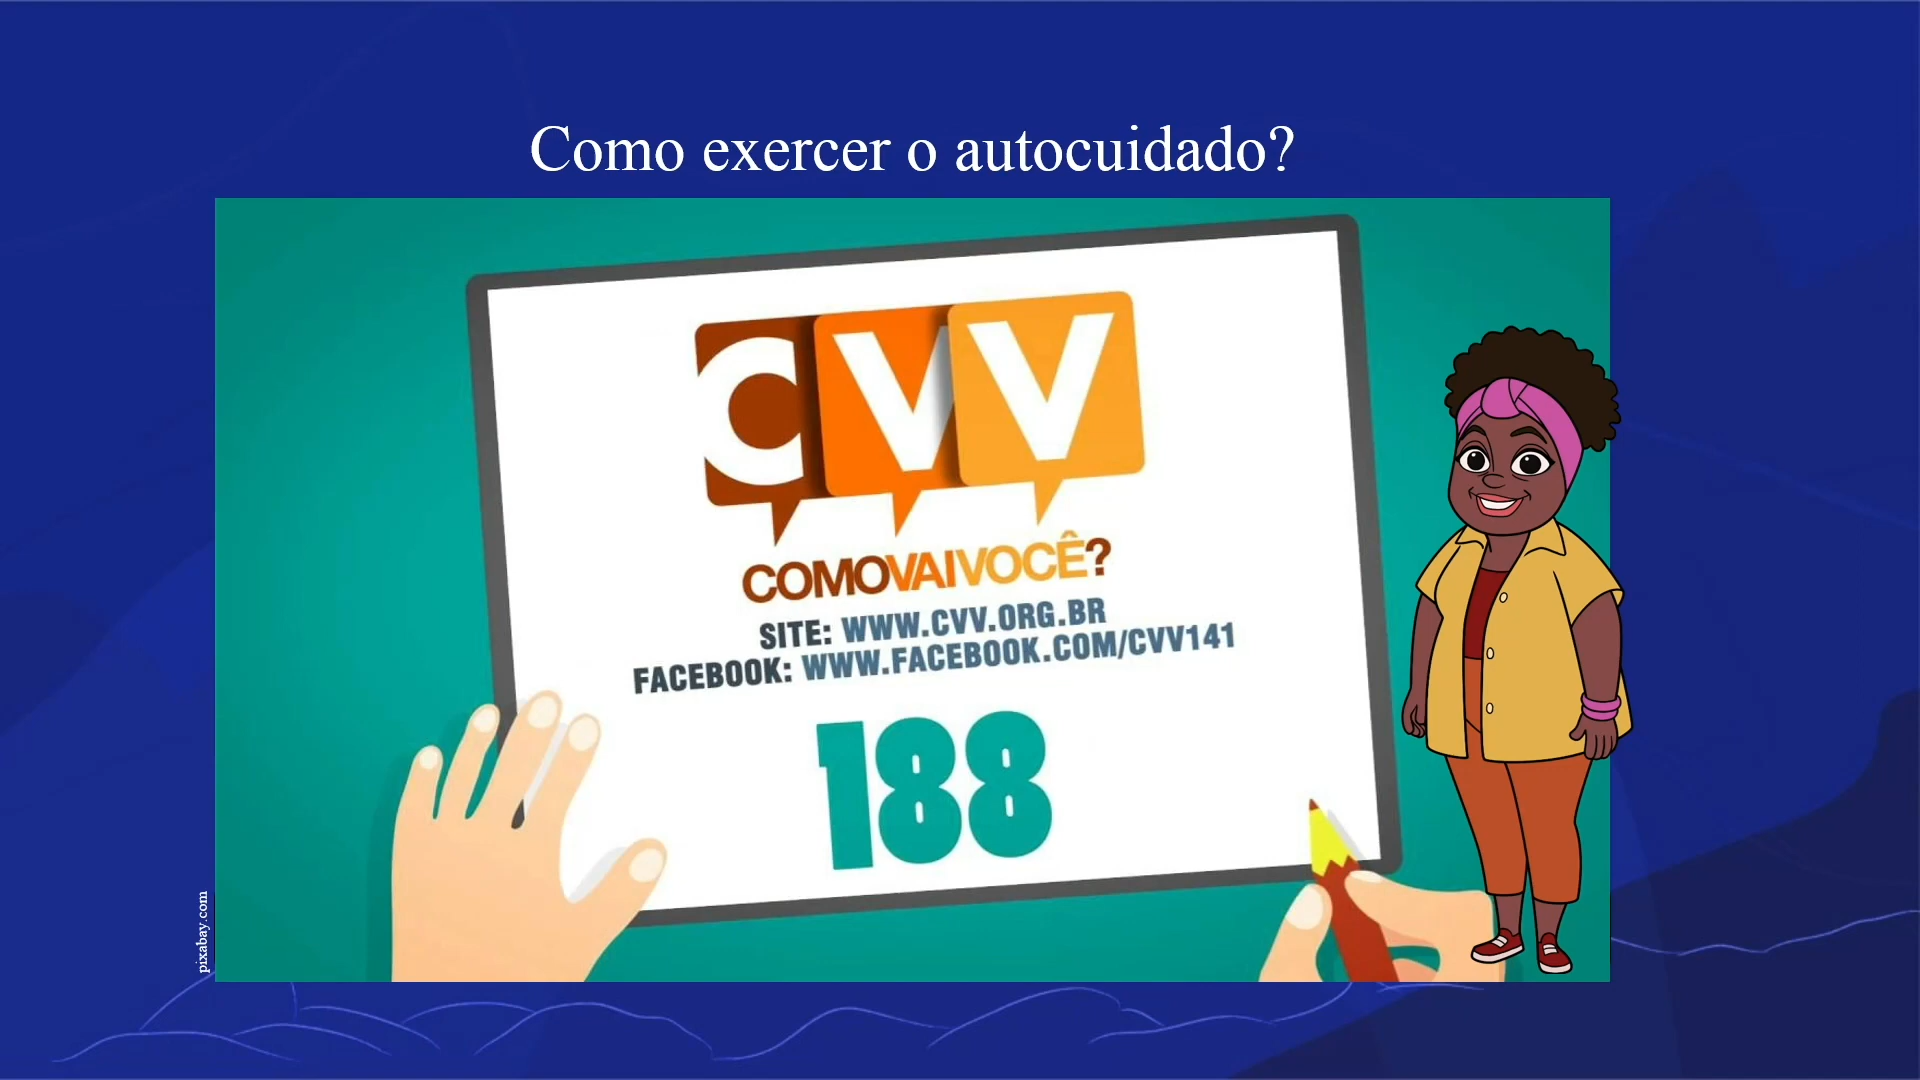 Como exercer o autocuidado?
CVV
COMOVAIVOCÊ?
SITE: WWW.CVV.ORG.BR
FACEBOOK: WWW.FACEBOOK.COM/CVV141
188
pixabay.com